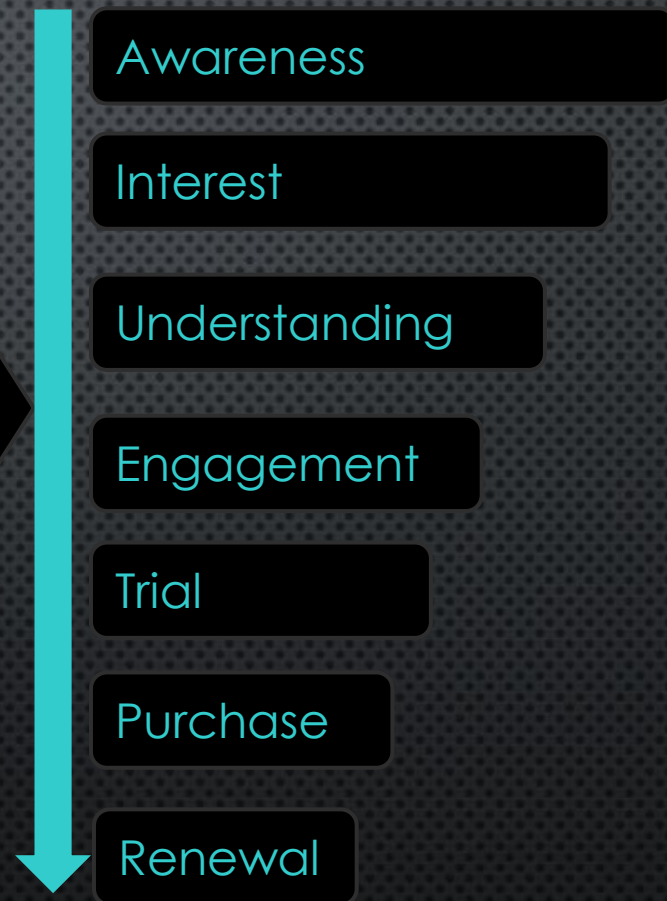 Awareness
Interest
Understanding
Engagement
Trial
Purchase
Renewal